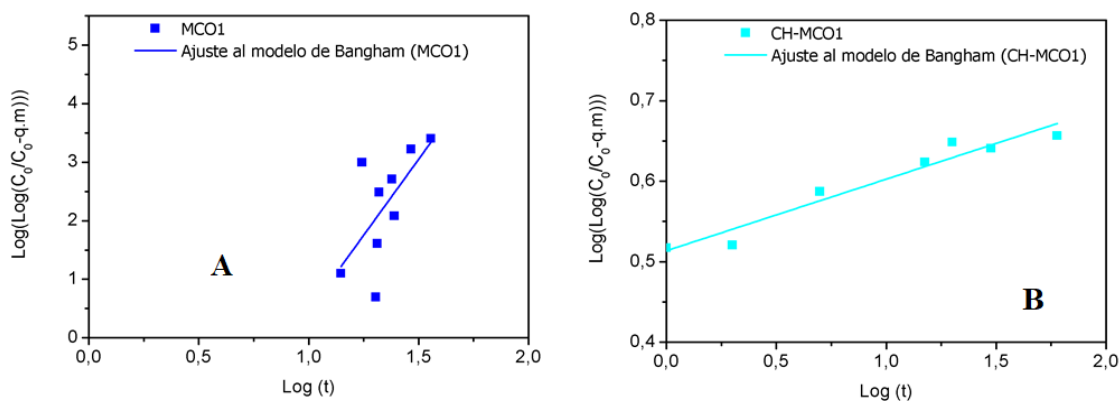 MCO1
Ajuste al modelo de Bangham (MCO1)
5
4
3
2
1
0
Log(Log(C₀/C₀-q.m)))
A
0,0
0,5
1,0
1,5
2,0
Log (t)
CH-MCO1
Ajuste al modelo de Bangham (CH-MCO1)
0,8
0,7
0,6
0,5
0,4
Log(Log(C₀/C₀-q.m)))
B
0,0
0,5
1,0
1,5
2,0
Log (t)